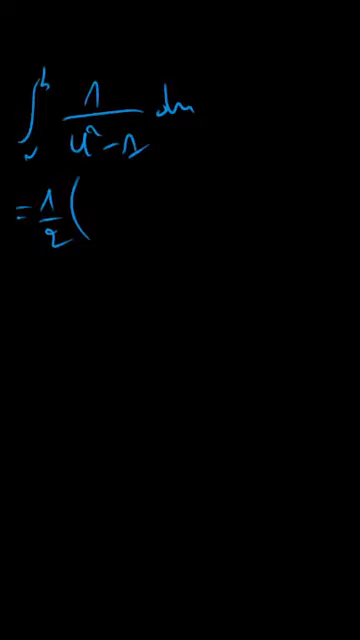 ∫ 1/(u²-1) du
= 1/2 (